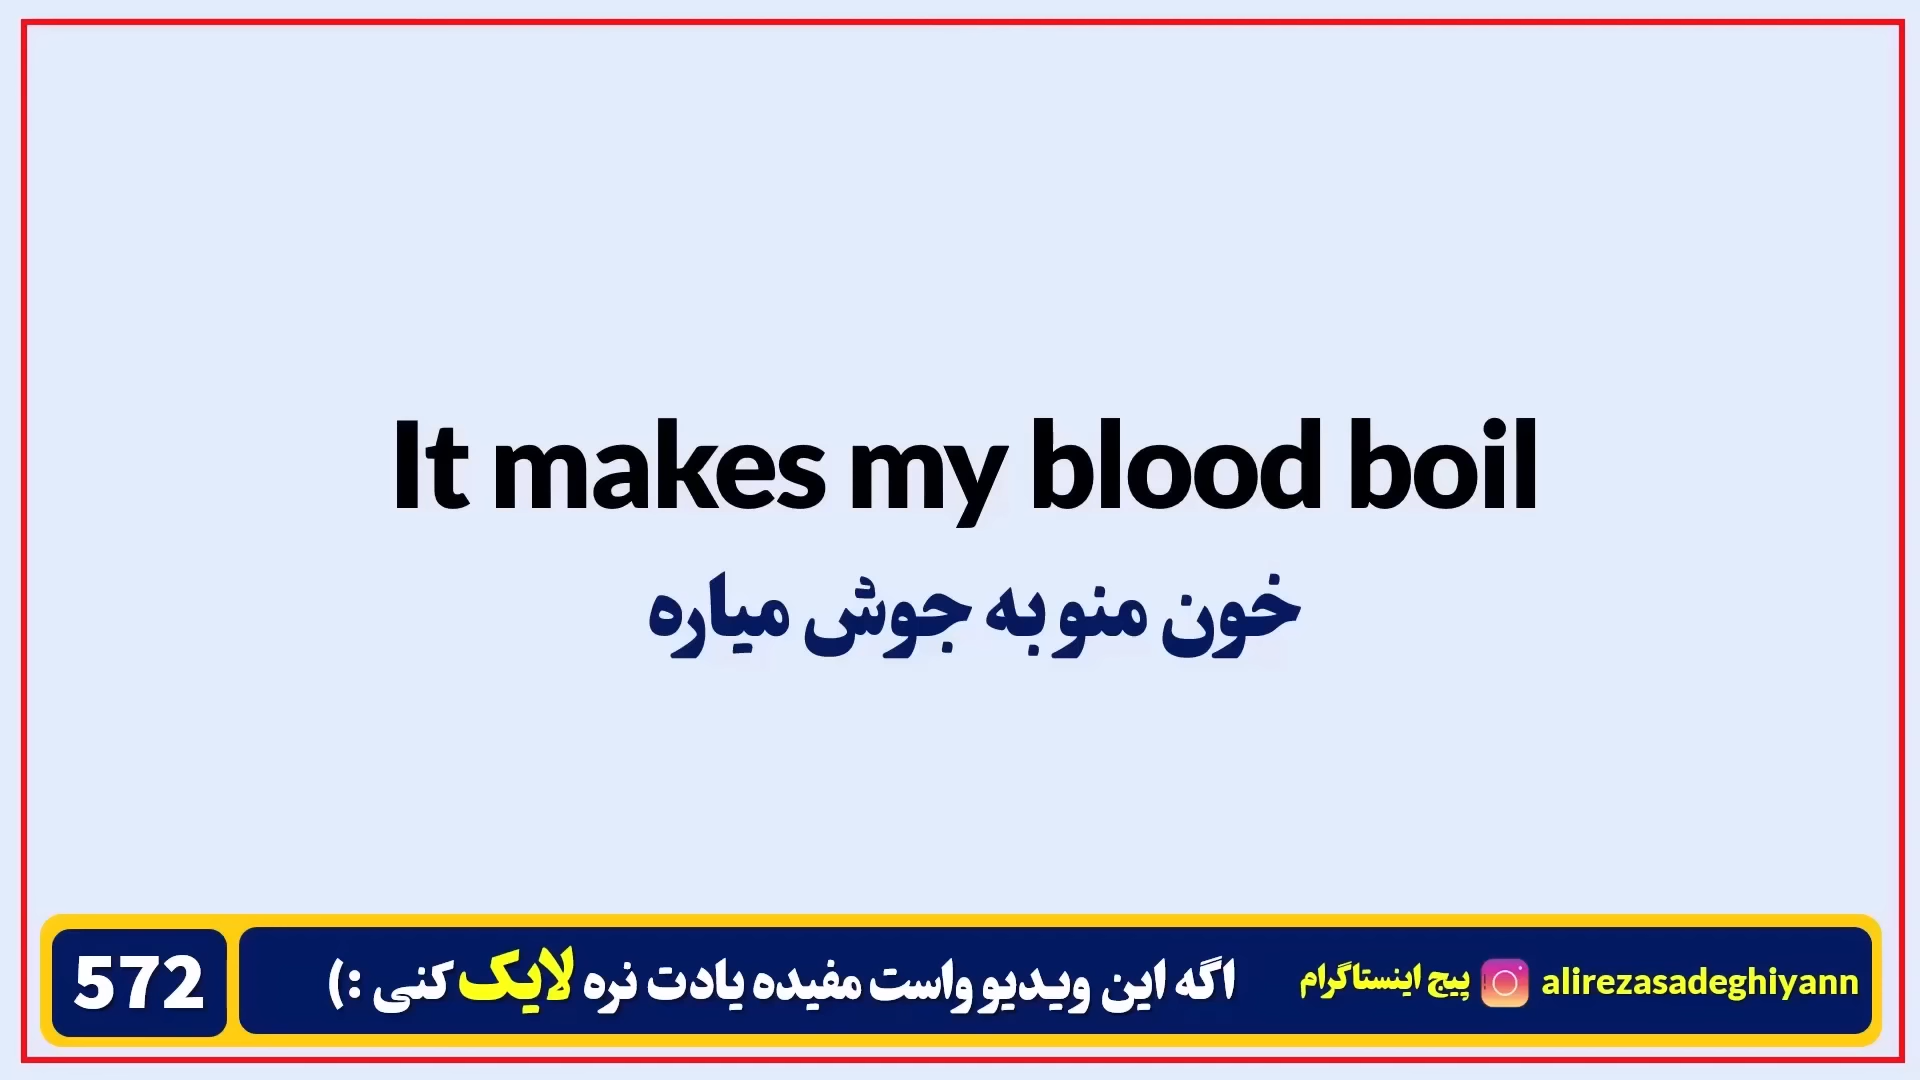 It makes my blood boil
خون منو به جوش میاره
572
اگه این ویدیو واست مفیده یادت نره لایک کنی :)
پیج اینستاگرام
alirezasadeghiyann